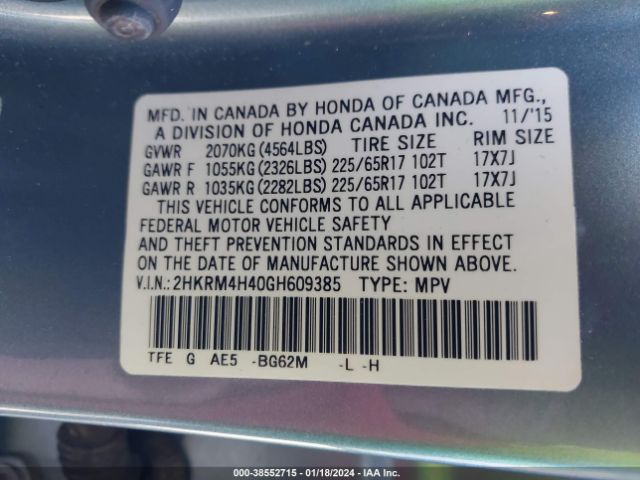 MFD. IN CANADA BY HONDA OF CANADA MFG.,
A DIVISION OF HONDA CANADA INC. 11/'15
GVWR 2070KG (4564LBS) TIRE SIZE RIM SIZE
GAWR F 1055KG (2326LBS) 225/65R17 102T 17X7J
GAWR R 1035KG (2282LBS) 225/65R17 102T 17X7J
THIS VEHICLE CONFORMS TO ALL APPLICABLE
FEDERAL MOTOR VEHICLE SAFETY
AND THEFT PREVENTION STANDARDS IN EFFECT
ON THE DATE OF MANUFACTURE SHOWN ABOVE.
V.I.N.: 2HKRM4H40GH609385 TYPE: MPV
TFE G AE5 -BG62M -L -H
000-38552715 - 01/18/2024 - IAA Inc.